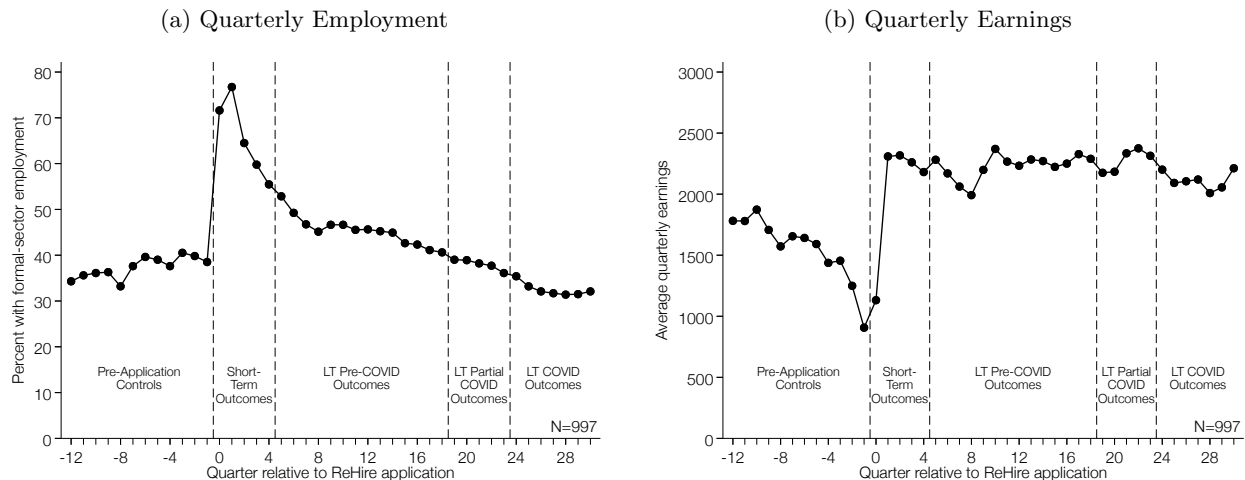 (a) Quarterly Employment
Percent with formal-sector employment
80
70
60
50
40
30
20
10
0
Pre-Application
Controls
Short-
Term
Outcomes
LT Pre-COVID
Outcomes
LT Partial
COVID
Outcomes
LT COVID
Outcomes
N=997
-12 -8 -4 0 4 8 12 16 20 24 28
Quarter relative to ReHire application
(b) Quarterly Earnings
Average quarterly earnings
3000
2500
2000
1500
1000
500
0
Pre-Application
Controls
Short-
Term
Outcomes
LT Pre-COVID
Outcomes
LT Partial
COVID
Outcomes
LT COVID
Outcomes
N=997
-12 -8 -4 0 4 8 12 16 20 24 28
Quarter relative to ReHire application